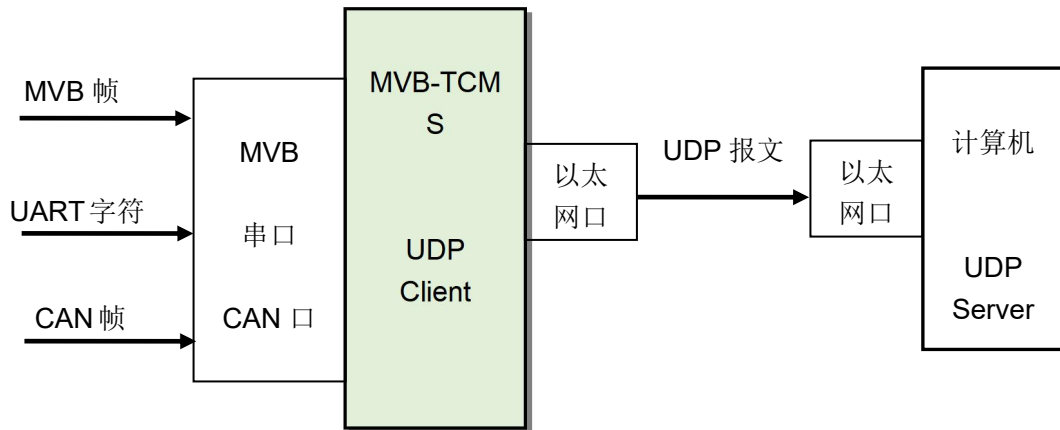 MVB 帧
UART 字符
CAN 帧
MVB
串口
CAN 口
MVB-TCM
S
UDP
Client
以太
网口
UDP 报文
以太
网口
计算机
UDP
Server